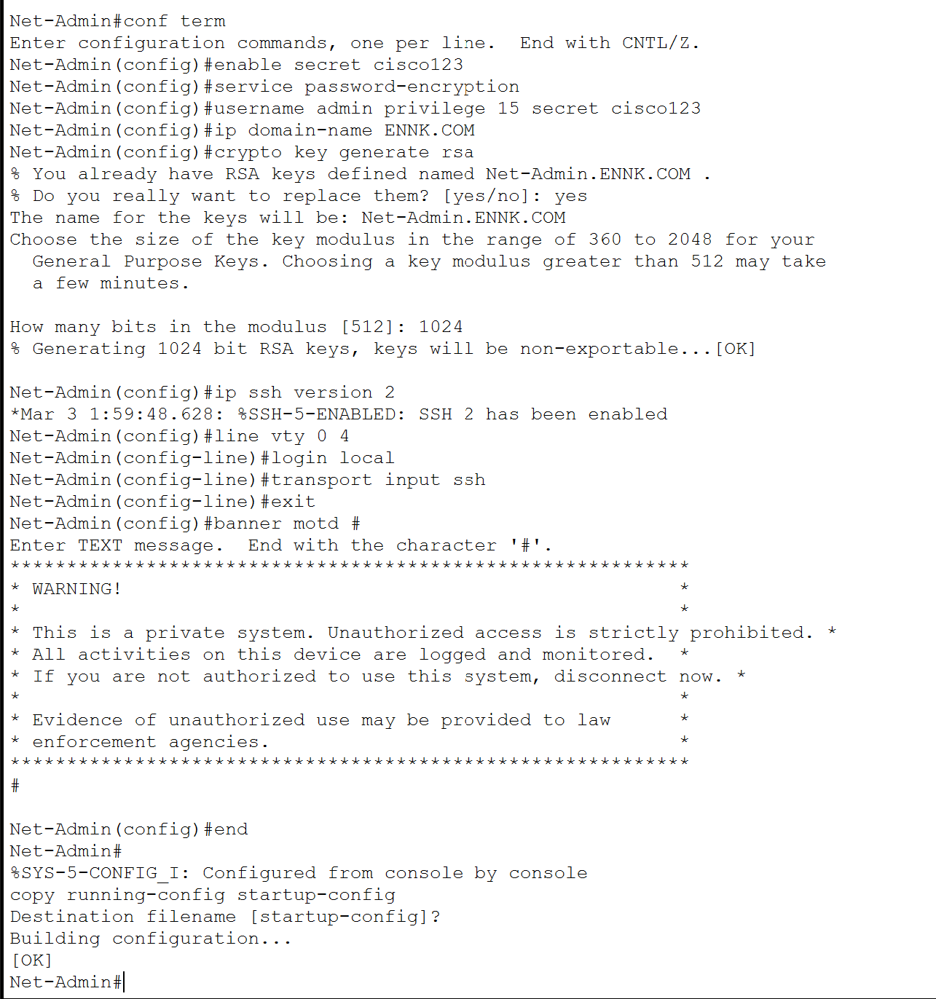 Net-Admin#conf term
Enter configuration commands, one per line.  End with CNTL/Z.
Net-Admin(config)#enable secret cisco123
Net-Admin(config)#service password-encryption
Net-Admin(config)#username admin privilege 15 secret cisco123
Net-Admin(config)#ip domain-name ENNK.COM
Net-Admin(config)#crypto key generate rsa
% You already have RSA keys defined named Net-Admin.ENNK.COM .
% Do you really want to replace them? [yes/no]: yes
The name for the keys will be: Net-Admin.ENNK.COM
Choose the size of the key modulus in the range of 360 to 2048 for your
  General Purpose Keys. Choosing a key modulus greater than 512 may take
  a few minutes.

How many bits in the modulus [512]: 1024
% Generating 1024 bit RSA keys, keys will be non-exportable...[OK]

Net-Admin(config)#ip ssh version 2
*Mar 3 1:59:48.628: %SSH-5-ENABLED: SSH 2 has been enabled
Net-Admin(config)#line vty 0 4
Net-Admin(config-line)#login local
Net-Admin(config-line)#transport input ssh
Net-Admin(config-line)#exit
Net-Admin(config)#banner motd #
Enter TEXT message.  End with the character '#'.
************************************************************
* WARNING!                                                 *
*                                                          *
* This is a private system. Unauthorized access is strictly prohibited. *
* All activities on this device are logged and monitored.  *
* If you are not authorized to use this system, disconnect now. *
*                                                          *
* Evidence of unauthorized use may be provided to law      *
* enforcement agencies.                                    *
************************************************************
#

Net-Admin(config)#end
Net-Admin#
%SYS-5-CONFIG_I: Configured from console by console
copy running-config startup-config
Destination filename [startup-config]?
Building configuration...
[OK]
Net-Admin#